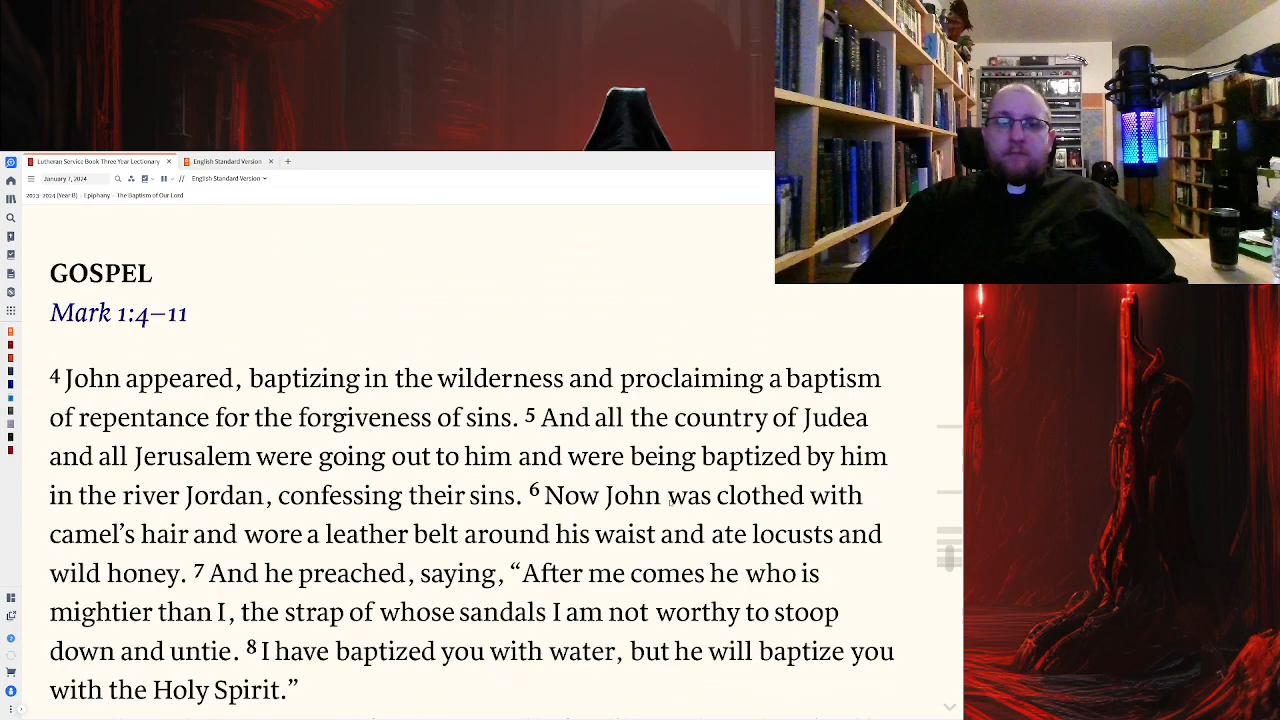 Lutheran Service Book Three Year Lectionary
English Standard Version
January 7, 2024
English Standard Version
2023-2024 (Year B) › Epiphany › The Baptism of Our Lord
GOSPEL
Mark 1:4–11
4 John appeared, baptizing in the wilderness and proclaiming a baptism
of repentance for the forgiveness of sins. 5 And all the country of Judea
and all Jerusalem were going out to him and were being baptized by him
in the river Jordan, confessing their sins. 6 Now John was clothed with
camel’s hair and wore a leather belt around his waist and ate locusts and
wild honey. 7 And he preached, saying, “After me comes he who is
mightier than I, the strap of whose sandals I am not worthy to stoop
down and untie. 8 I have baptized you with water, but he will baptize you
with the Holy Spirit.”